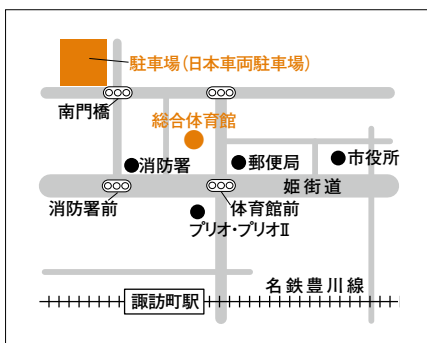 駐車場(日本車両駐車場)
南門橋
総合体育館
消防署
郵便局
市役所
姫街道
消防署前
体育館前
プリオ・プリオⅡ
名鉄豊川線
諏訪町駅